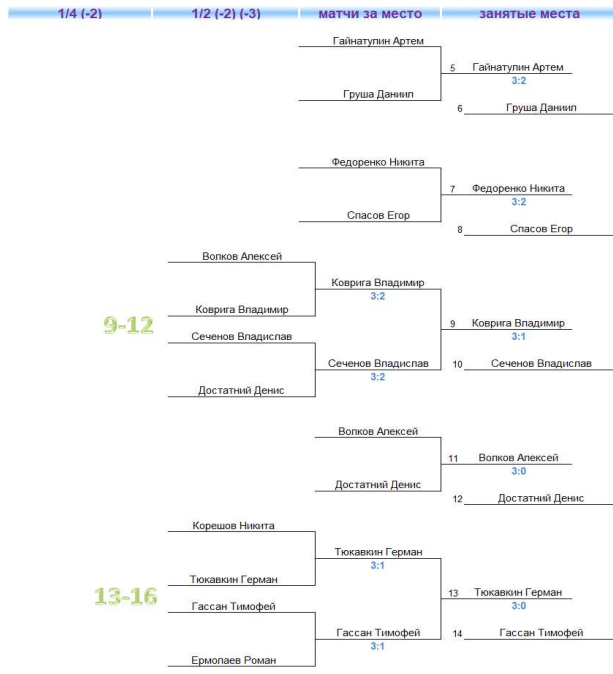 1/4 (-2) 1/2 (-2) (-3) матчи за место занятые места
Гайнатулин Артем
5 Гайнатулин Артем
3:2
Груша Даниил
6 Груша Даниил
Федоренко Никита
7 Федоренко Никита
3:2
Спасов Егор
8 Спасов Егор
Волков Алексей
Коврига Владимир
3:2
Коврига Владимир
9-12
9 Коврига Владимир
3:1
Сеченов Владислав
Сеченов Владислав
3:2
10 Сеченов Владислав
Достатний Денис
Волков Алексей
11 Волков Алексей
3:0
Достатний Денис
12 Достатний Денис
Корешов Никита
Тюкавкин Герман
3:1
Тюкавкин Герман
13-16
13 Тюкавкин Герман
3:0
Гассан Тимофей
Гассан Тимофей
3:1
14 Гассан Тимофей
Ермолаев Роман